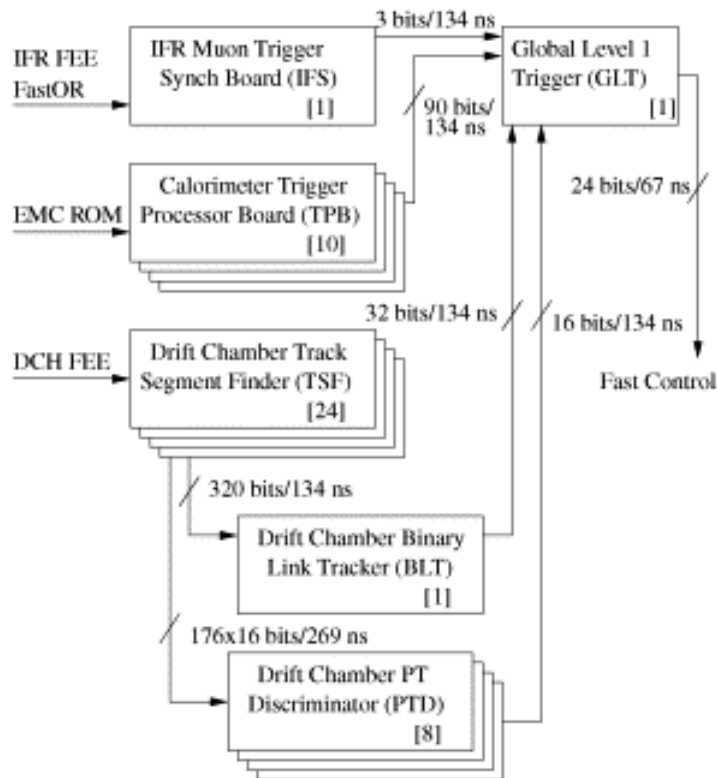 3 bits/134 ns
IFR FEE
FastOR
IFR Muon Trigger
Synch Board (IFS)
[1]
Global Level 1
Trigger (GLT)
[1]
90 bits/
134 ns
24 bits/67 ns
EMC ROM
Calorimeter Trigger
Processor Board (TPB)
[10]
32 bits/134 ns
16 bits/134 ns
DCH FEE
Drift Chamber Track
Segment Finder (TSF)
[24]
Fast Control
320 bits/134 ns
Drift Chamber Binary
Link Tracker (BLT)
[1]
176x16 bits/269 ns
Drift Chamber PT
Discriminator (PTD)
[8]